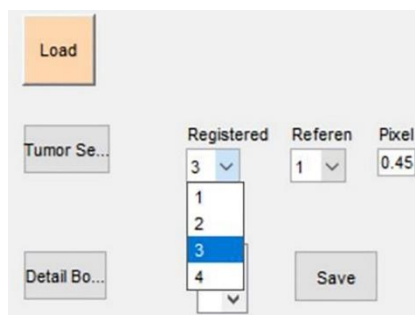 Load
Tumor Se...
Registered Referen Pixel
3 1 0.45
1
2
3
4
Detail Bo...
Save